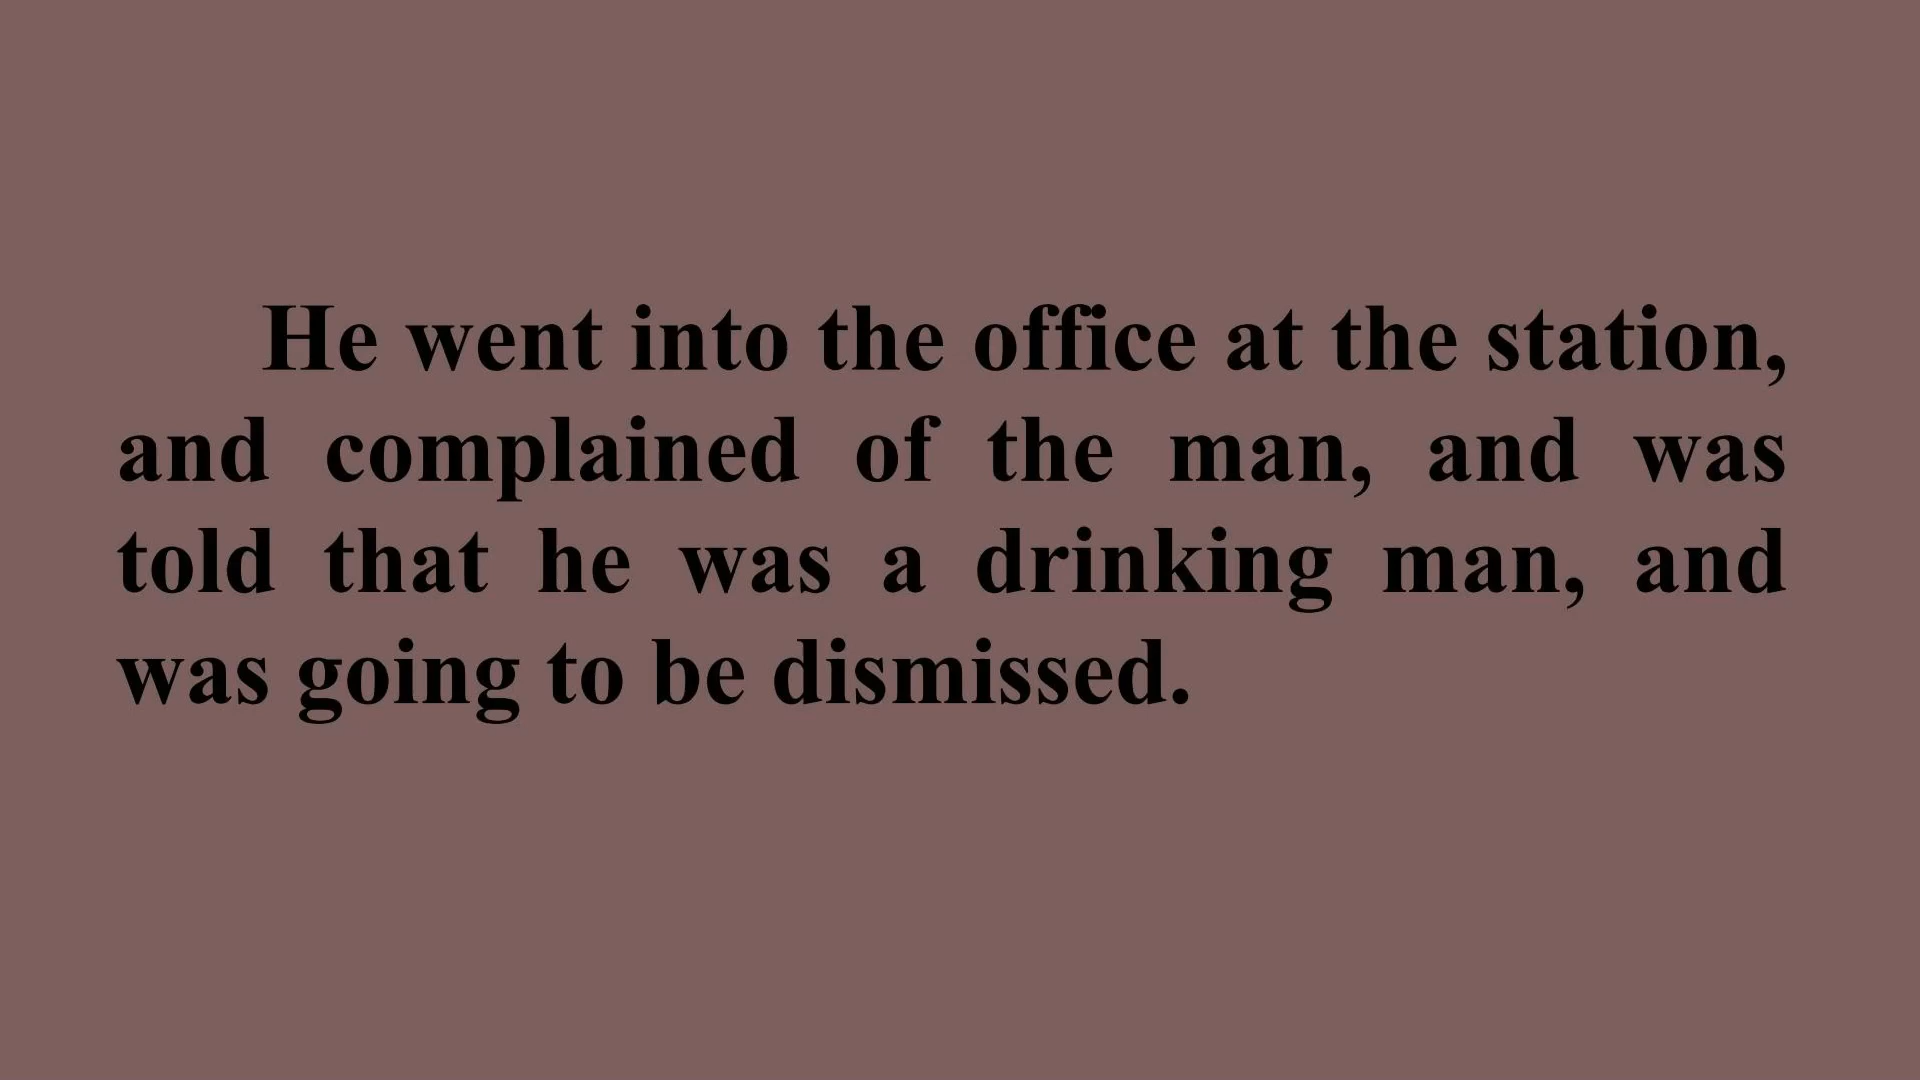 He went into the office at the station,
and complained of the man, and was
told that he was a drinking man, and
was going to be dismissed.